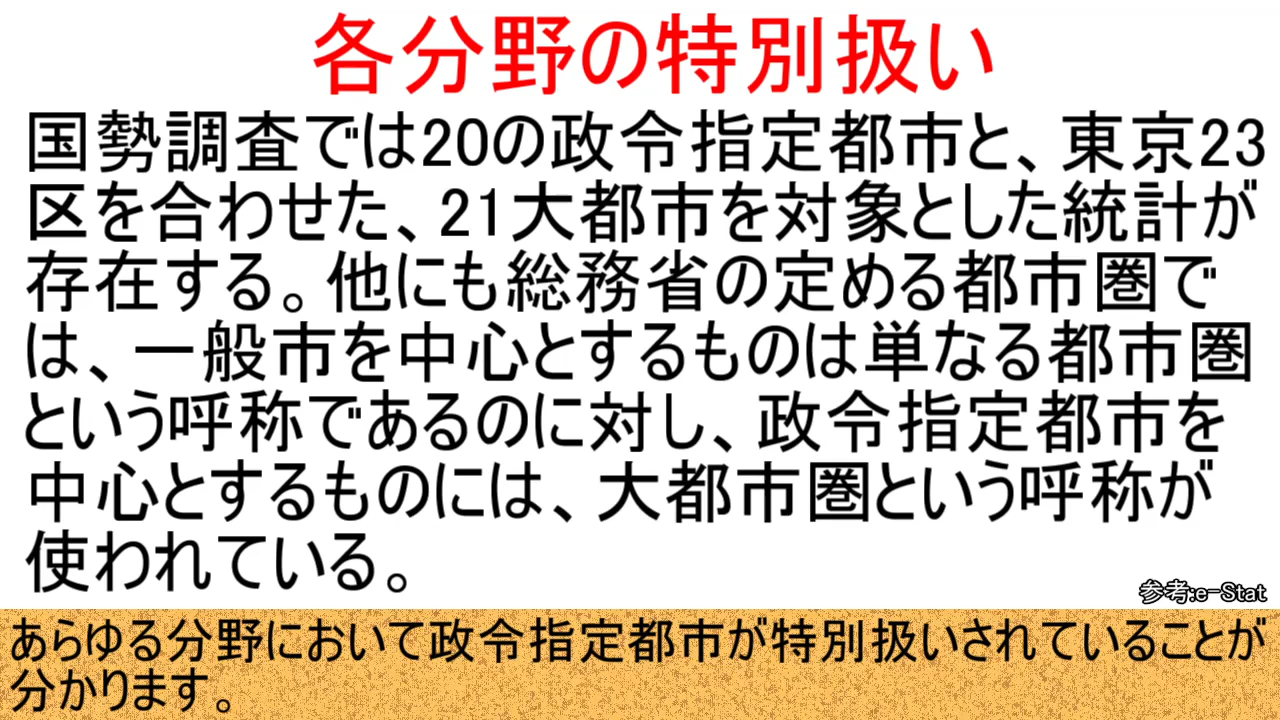 各分野の特別扱い
国勢調査では20の政令指定都市と、東京23
区を合わせた、21大都市を対象とした統計が
存在する。他にも総務省の定める都市圏で
は、一般市を中心とするものは単なる都市圏
という呼称であるのに対し、政令指定都市を
中心とするものには、大都市圏という呼称が
使われている。
参考:e-Stat
あらゆる分野において政令指定都市が特別扱いされていることが
分かります。